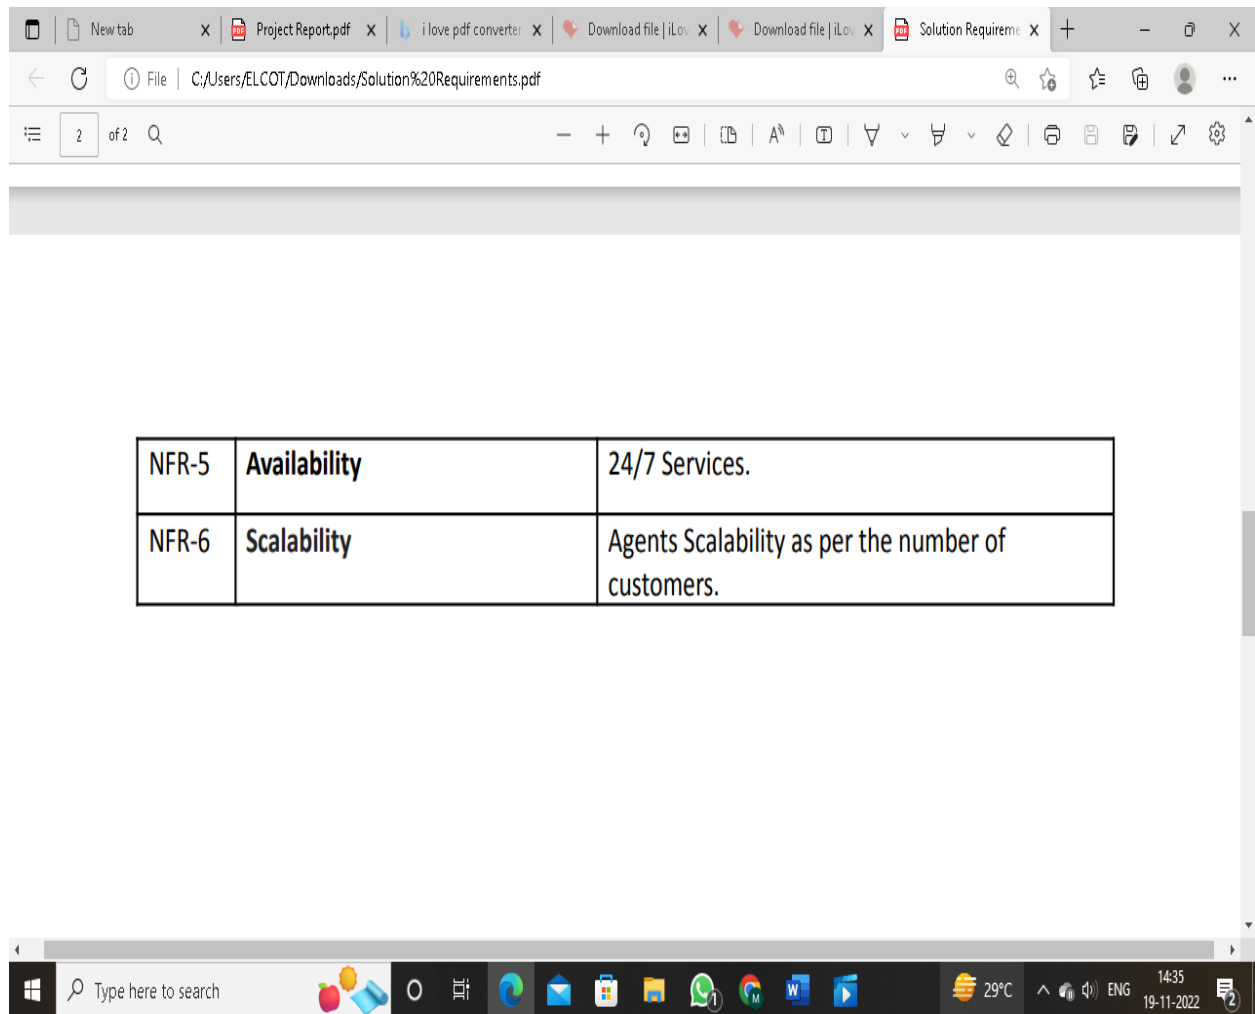 New tab
Project Report.pdf
i love pdf converter
Download file | iLov
Download file | iLov
Solution Requireme
File | C:/Users/ELCOT/Downloads/Solution%20Requirements.pdf
2 of 2
NFR-5 Availability 24/7 Services.
NFR-6 Scalability Agents Scalability as per the number of
customers.
Type here to search
29°C
ENG
14:35
19-11-2022